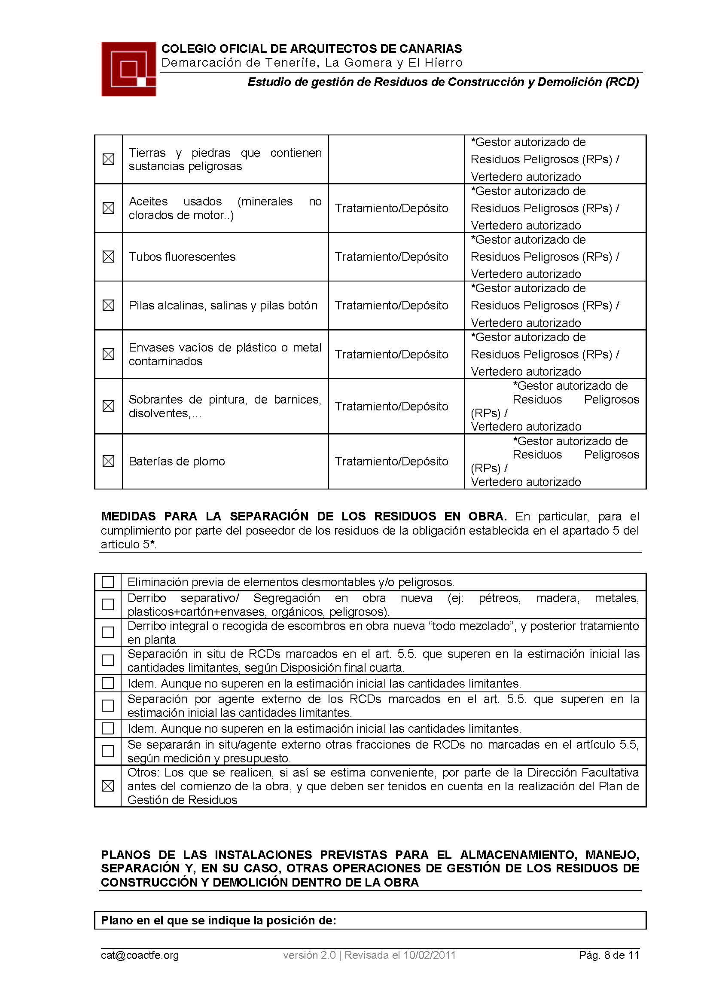 COLEGIO OFICIAL DE ARQUITECTOS DE CANARIAS
Demarcación de Tenerife, La Gomera y El Hierro
Estudio de gestión de Residuos de Construcción y Demolición (RCD)
☒ Tierras y piedras que contienen
sustancias peligrosas
*Gestor autorizado de
Residuos Peligrosos (RPs) /
Vertedero autorizado
☒ Aceites usados (minerales no
clorados de motor..)
Tratamiento/Depósito
*Gestor autorizado de
Residuos Peligrosos (RPs) /
Vertedero autorizado
☒ Tubos fluorescentes
Tratamiento/Depósito
*Gestor autorizado de
Residuos Peligrosos (RPs) /
Vertedero autorizado
☒ Pilas alcalinas, salinas y pilas botón
Tratamiento/Depósito
*Gestor autorizado de
Residuos Peligrosos (RPs) /
Vertedero autorizado
☒ Envases vacíos de plástico o metal
contaminados
Tratamiento/Depósito
*Gestor autorizado de
Residuos Peligrosos (RPs) /
Vertedero autorizado
☒ Sobrantes de pintura, de barnices,
disolventes,...
Tratamiento/Depósito
*Gestor autorizado de
Residuos Peligrosos
(RPs) /
Vertedero autorizado
☒ Baterías de plomo
Tratamiento/Depósito
*Gestor autorizado de
Residuos Peligrosos
(RPs) /
Vertedero autorizado
MEDIDAS PARA LA SEPARACIÓN DE LOS RESIDUOS EN OBRA. En particular, para el
cumplimiento por parte del poseedor de los residuos de la obligación establecida en el apartado 5 del
artículo 5*.
☐ Eliminación previa de elementos desmontables y/o peligrosos.
☐ Derribo separativo/ Segregación en obra nueva (ej: pétreos, madera, metales,
plasticos+cartón+envases, orgánicos, peligrosos).
☐ Derribo integral o recogida de escombros en obra nueva “todo mezclado”, y posterior tratamiento
en planta
☐ Separación in situ de RCDs marcados en el art. 5.5. que superen en la estimación inicial las
cantidades limitantes, según Disposición final cuarta.
☐ Idem. Aunque no superen en la estimación inicial las cantidades limitantes.
☐ Separación por agente externo de los RCDs marcados en el art. 5.5. que superen en la
estimación inicial las cantidades limitantes.
☐ Idem. Aunque no superen en la estimación inicial las cantidades limitantes.
☐ Se separarán in situ/agente externo otras fracciones de RCDs no marcadas en el artículo 5.5,
según medición y presupuesto.
☒ Otros: Los que se realicen, si así se estima conveniente, por parte de la Dirección Facultativa
antes del comienzo de la obra, y que deben ser tenidos en cuenta en la realización del Plan de
Gestión de Residuos
PLANOS DE LAS INSTALACIONES PREVISTAS PARA EL ALMACENAMIENTO, MANEJO,
SEPARACIÓN Y, EN SU CASO, OTRAS OPERACIONES DE GESTIÓN DE LOS RESIDUOS DE
CONSTRUCCIÓN Y DEMOLICIÓN DENTRO DE LA OBRA
Plano en el que se indique la posición de:
cat@coactfe.org versión 2.0 | Revisada el 10/02/2011 Pág. 8 de 11